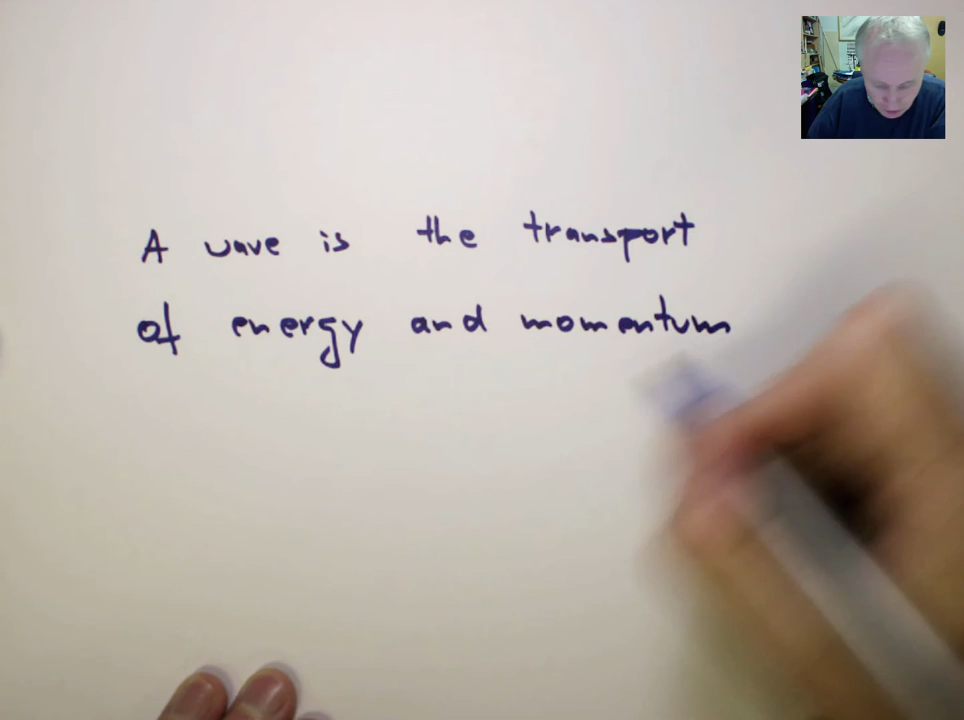 A wave is the transport
of energy and momentum